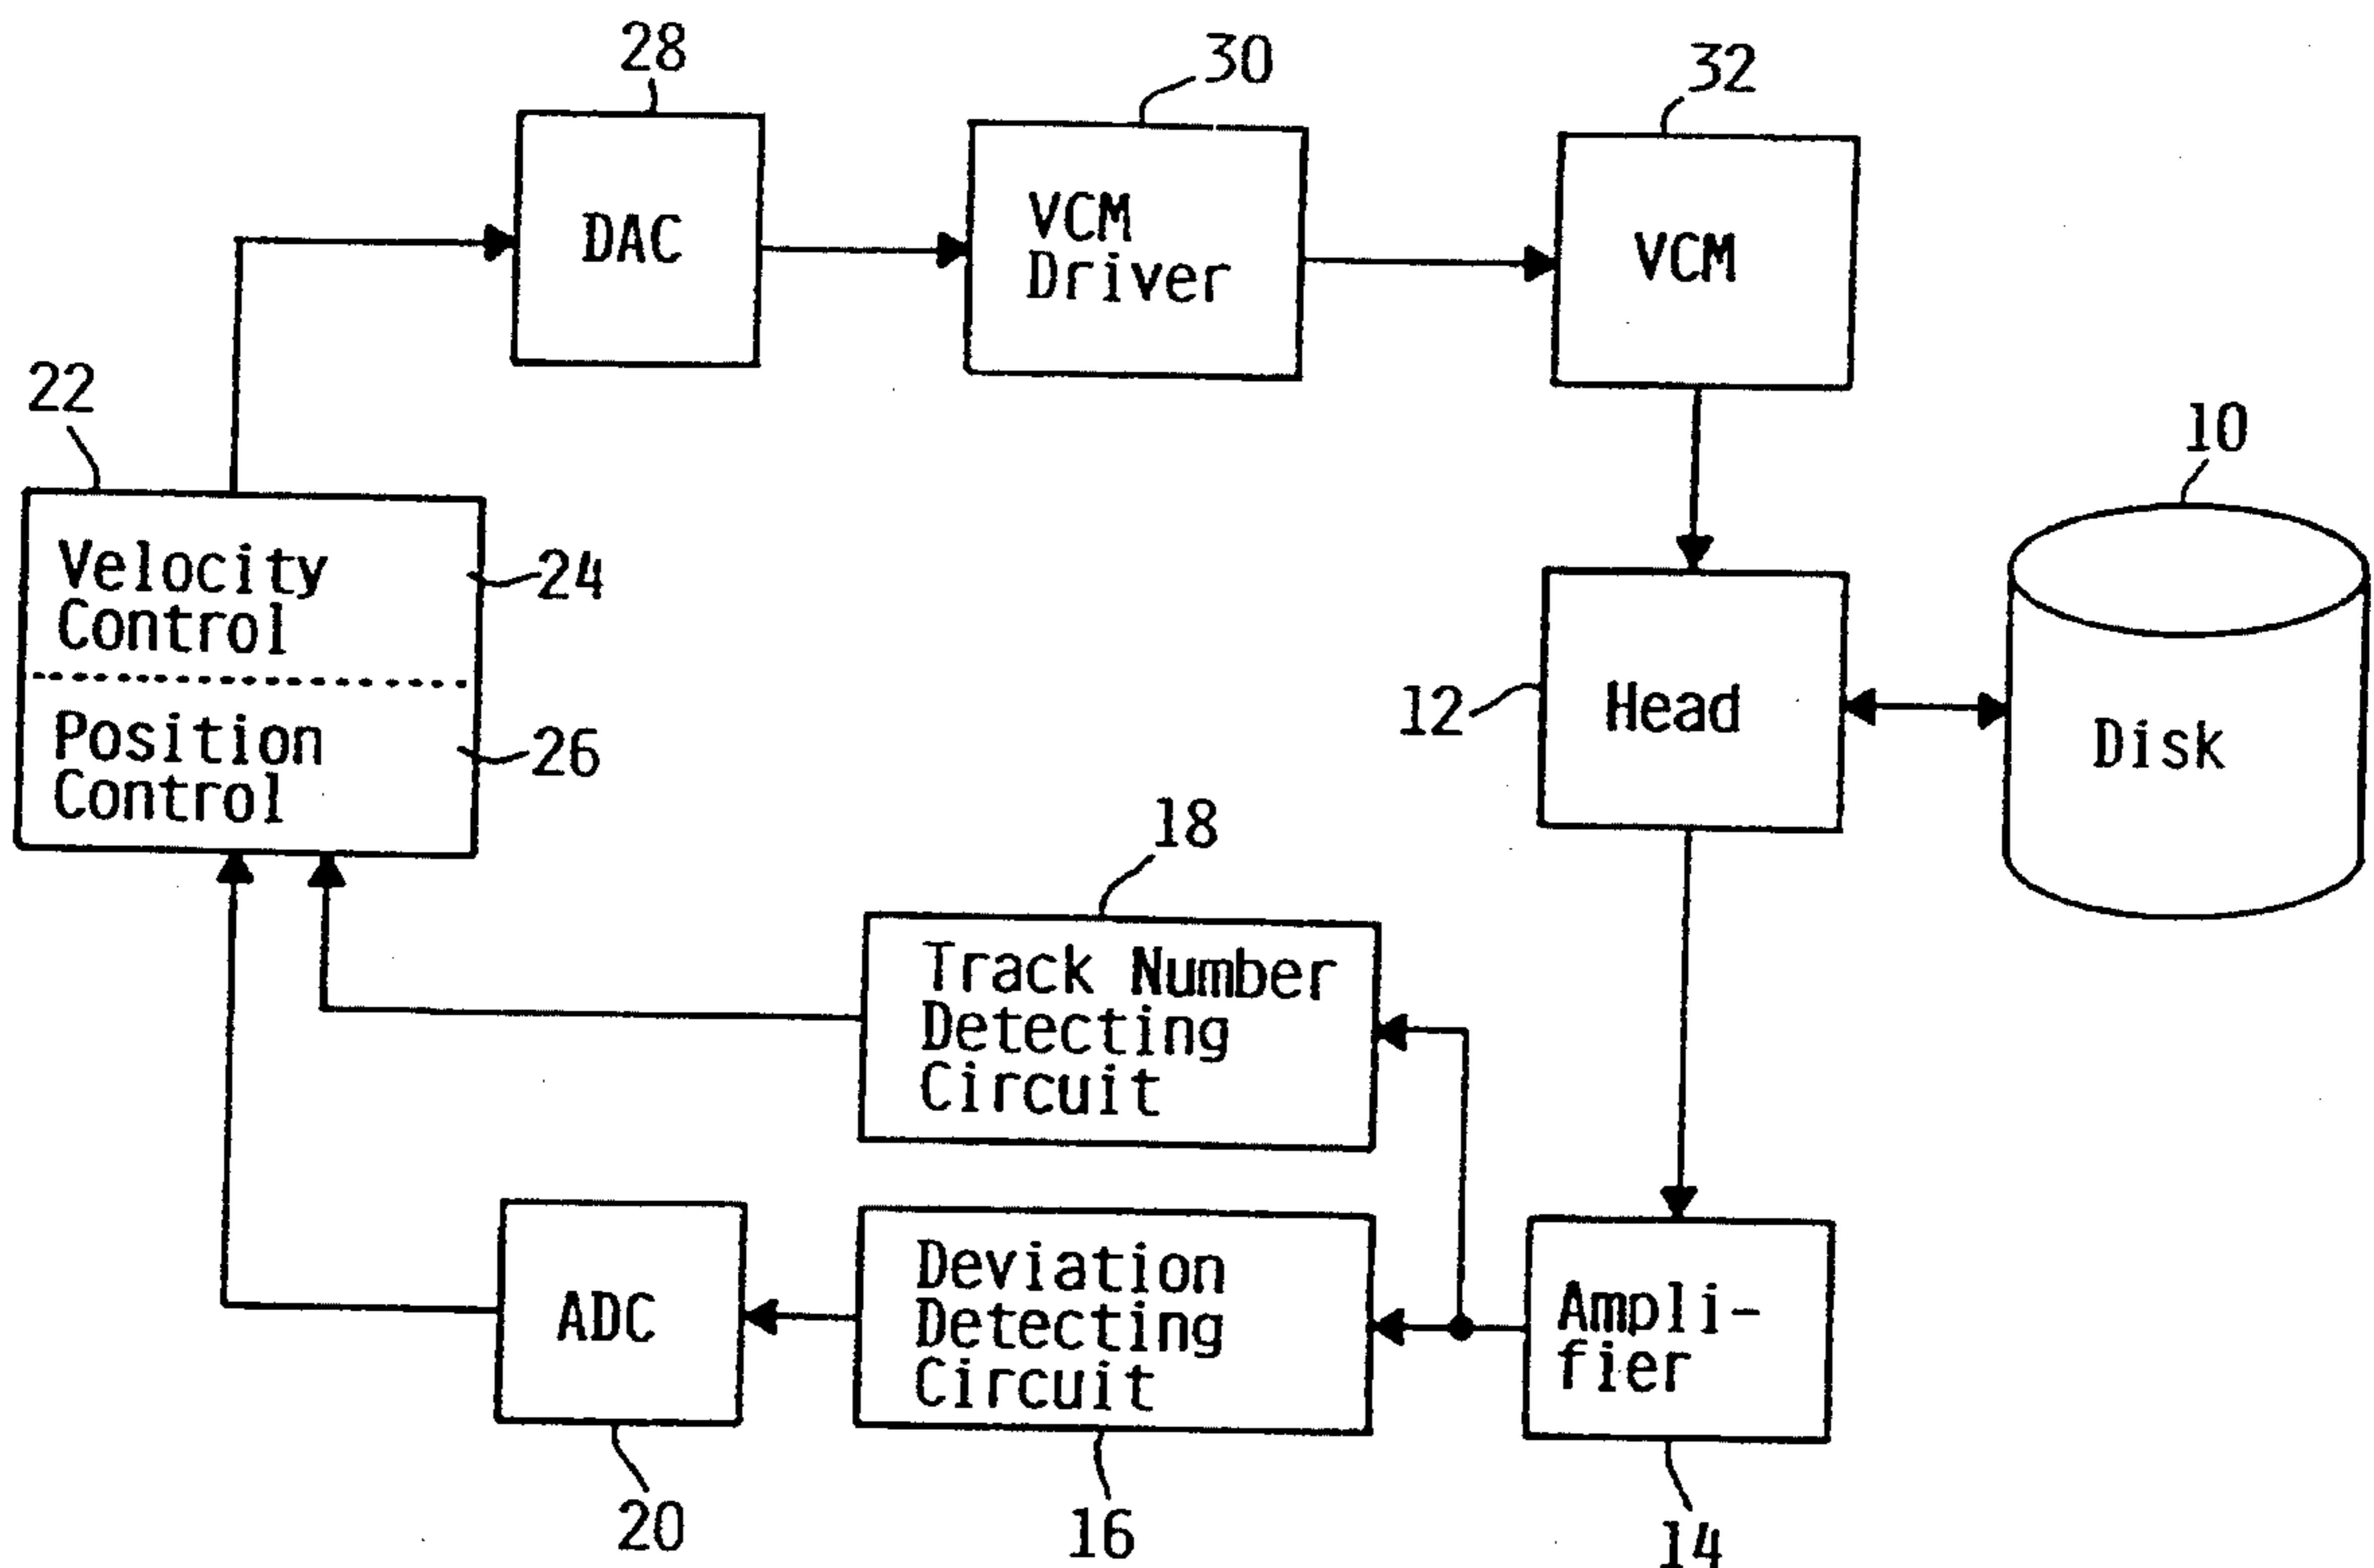 28
30
32
DAC
VCM
Driver
VCM
22
10
Velocity
Control
24
Position
Control
26
12
Head
Disk
18
Track Number
Detecting
Circuit
ADC
Deviation
Detecting
Circuit
Ampli-
fier
20
16
14